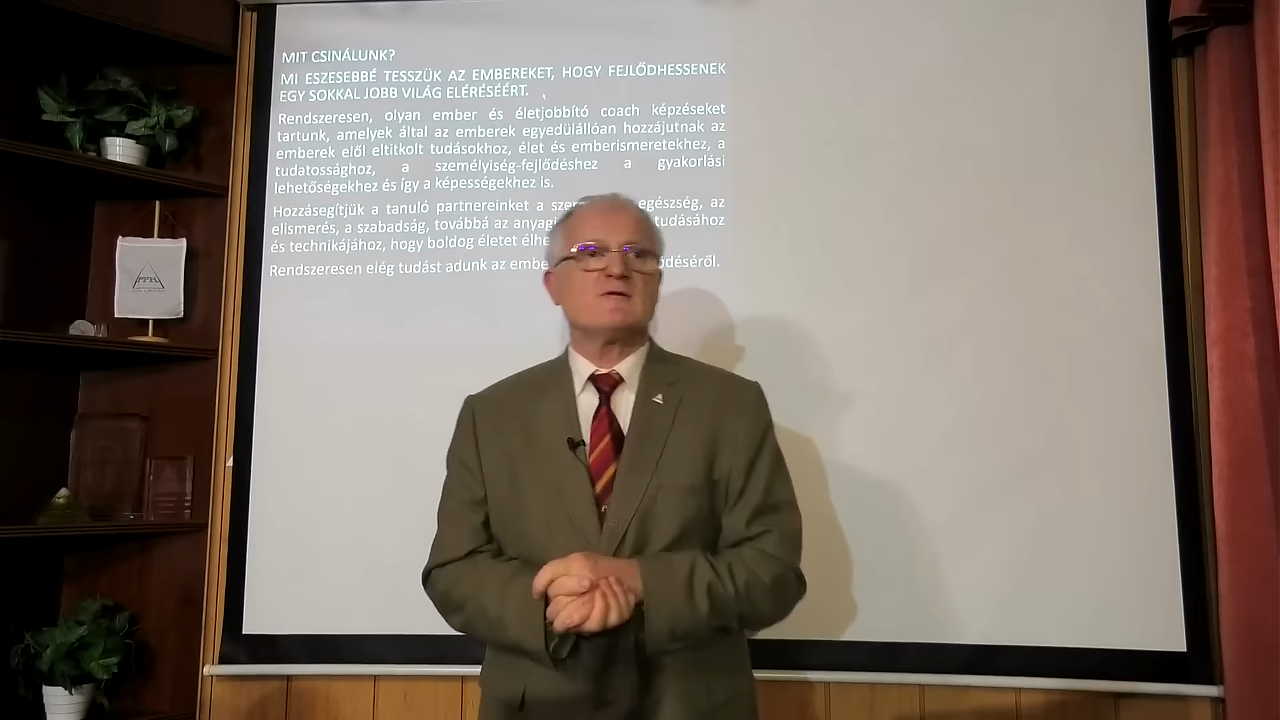 MIT CSINÁLUNK?
MI ESZESEBBÉ TESSZÜK AZ EMBEREKET, HOGY FEJLŐDHESSENEK
EGY SOKKAL JOBB VILÁG ELÉRÉSÉÉRT.
Rendszeresen, olyan ember és életjobbító coach képzéseket
tartunk, amelyek által az emberek egyedülállóan hozzájutnak az
emberek elől eltitkolt tudásokhoz, élet és emberismeretekhez, a
tudatossághoz, a személyiség-fejlődéshez a gyakorlási
lehetőségekhez és így a képességekhez is.
Hozzásegítjük a tanuló partnereinket a egészség, az
elismerés, a szabadság, továbbá az tudásához
és technikájához, hogy boldog életet
Rendszeresen elég tudást adunk az